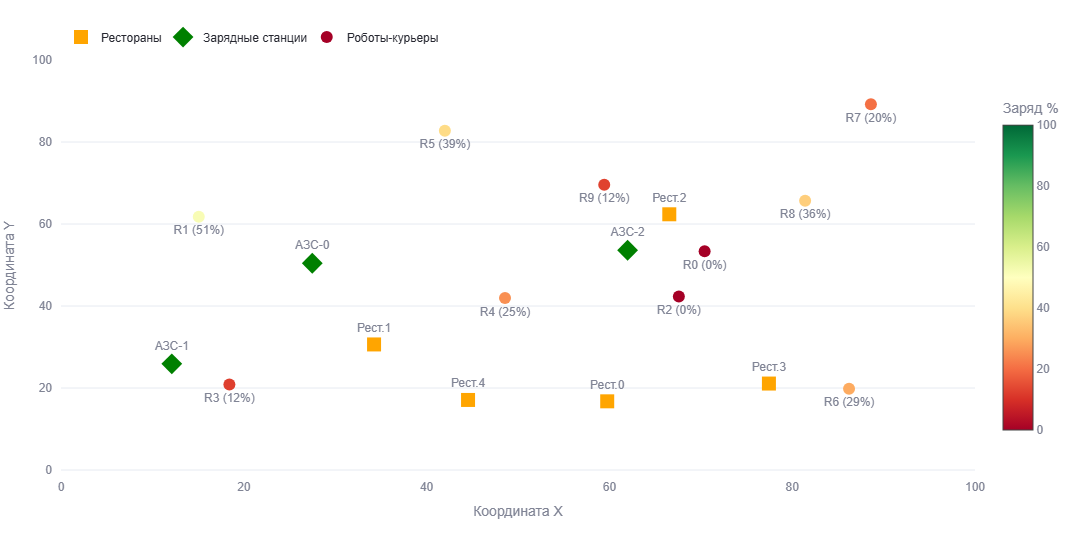 Рестораны
Зарядные станции
Роботы-курьеры
100
80
60
40
20
0
Координата Y
R7 (20%)
R5 (39%)
R9 (12%)
Рест.2
R8 (36%)
R1 (51%)
АЗС-0
АЗС-2
R0 (0%)
R4 (25%)
R2 (0%)
Рест.1
АЗС-1
Рест.3
R3 (12%)
Рест.4
Рест.0
R6 (29%)
0
20
40
60
80
100
Координата X
Заряд %
100
80
60
40
20
0